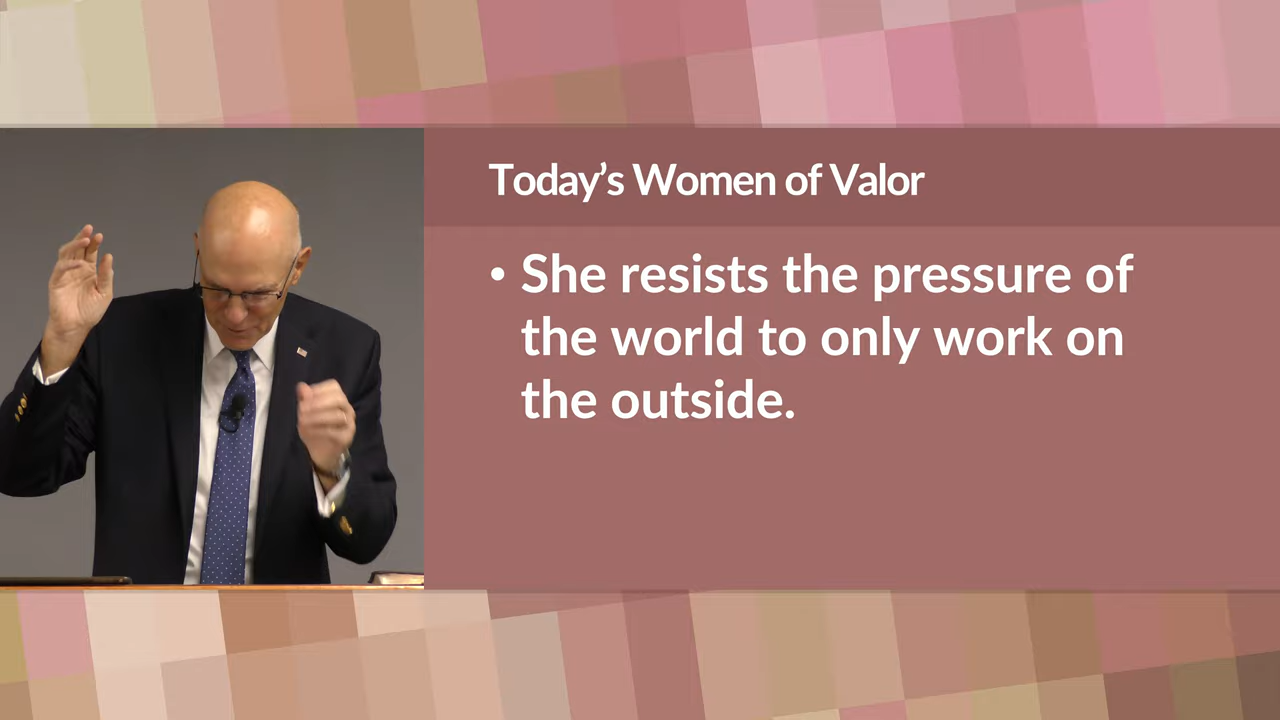 Today’s Women of Valor
• She resists the pressure of
the world to only work on
the outside.